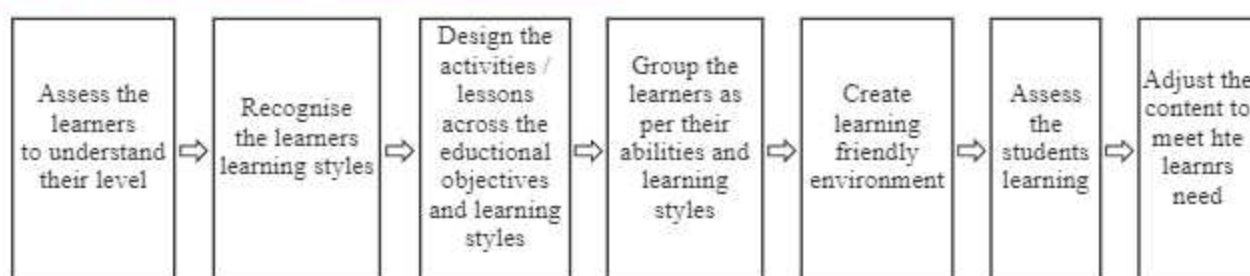 Assess the
learners
to understand
their level
Recognise
the learners
learning styles
Design the
activities /
lessons
across the
eductional
objectives
and learning
styles
Group the
learners as
per their
abilities and
learning
styles
Create
learning
friendly
environment
Assess
the
students
learning
Adjust the
content to
meet hte
learnrs
need